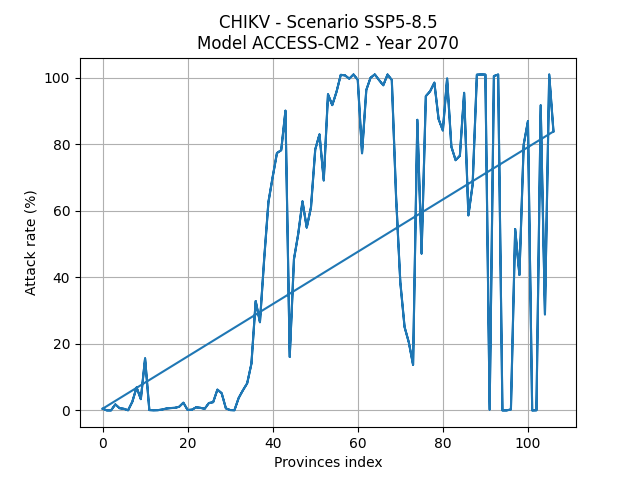 CHIKV - Scenario SSP5-8.5
Model ACCESS-CM2 - Year 2070
Attack rate (%)
100
80
60
40
20
0
0 20 40 60 80 100
Provinces index